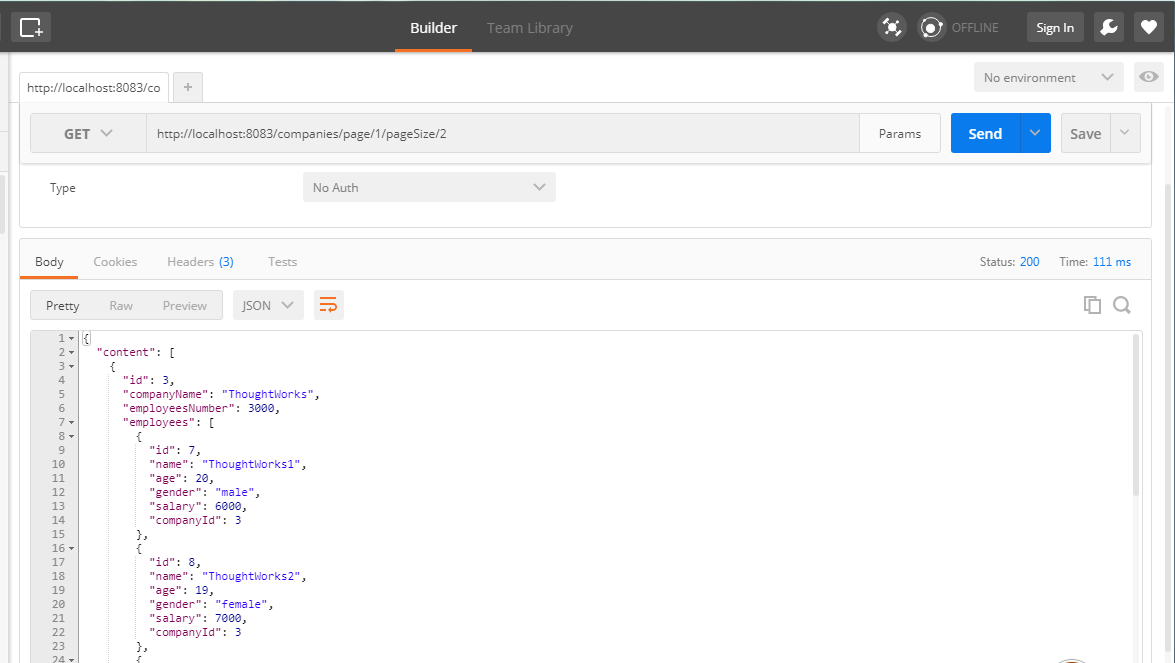 Builder Team Library OFFLINE Sign In
http://localhost:8083/co + No environment
GET http://localhost:8083/companies/page/1/pageSize/2 Params Send Save
Type No Auth
Body Cookies Headers (3) Tests Status: 200 Time: 111 ms
Pretty Raw Preview JSON
1 {
2 "content": [
3 {
4 "id": 3,
5 "companyName": "ThoughtWorks",
6 "employeesNumber": 3000,
7 "employees": [
8 {
9 "id": 7,
10 "name": "ThoughtWorks1",
11 "age": 20,
12 "gender": "male",
13 "salary": 6000,
14 "companyId": 3
15 },
16 {
17 "id": 8,
18 "name": "ThoughtWorks2",
19 "age": 19,
20 "gender": "female",
21 "salary": 7000,
22 "companyId": 3
23 },
24 {